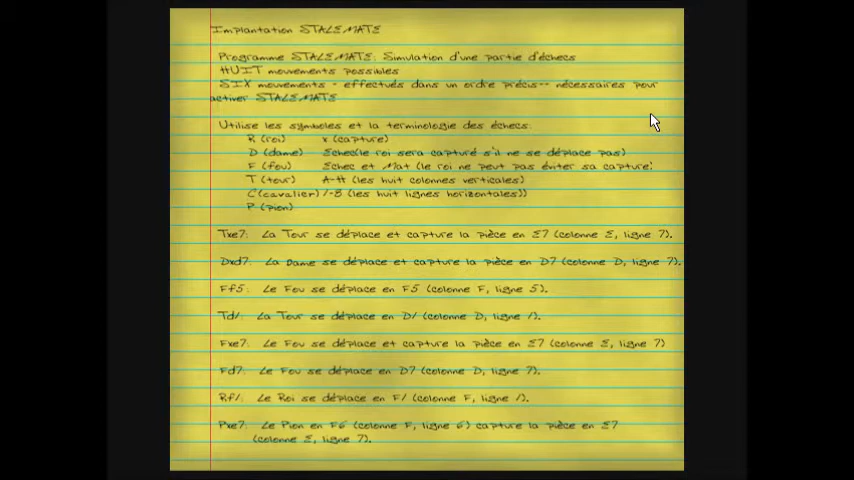 Implantation STALEMATE
Programme STALEMATE: Simulation d'une partie d'échecs
HUIT mouvements possibles
SIX mouvements - effectués dans un ordre précis-- nécessaires pour
activer STALEMATE
Utilise les symboles et la terminologie des échecs:
R (roi) x (capture)
D (dame) Echec(le roi sera capturé s'il ne se déplace pas)
F (fou) Echec et Mat (le roi ne peut pas éviter sa capture)
T (tour) A-H (les huit colonnes verticales)
C (cavalier) 1-8 (les huit lignes horizontales))
P (pion)
Txe7: La Tour se déplace et capture la pièce en E7 (colonne E, ligne 7).
Dxd7: La Dame se déplace et capture la pièce en D7 (colonne D, ligne 7).
Ff5: Le Fou se déplace en F5 (colonne F, ligne 5).
Td1: La Tour se déplace en D1 (colonne D, ligne 1).
Fxe7: Le Fou se déplace et capture la pièce en E7 (colonne E, ligne 7)
Fd7: Le Fou se déplace en D7 (colonne D, ligne 7).
Rf1: Le Roi se déplace en F1 (colonne F, ligne 1).
Pxe7: Le Pion en F6 (colonne F, ligne 6) capture la pièce en E7
(colonne E, ligne 7).